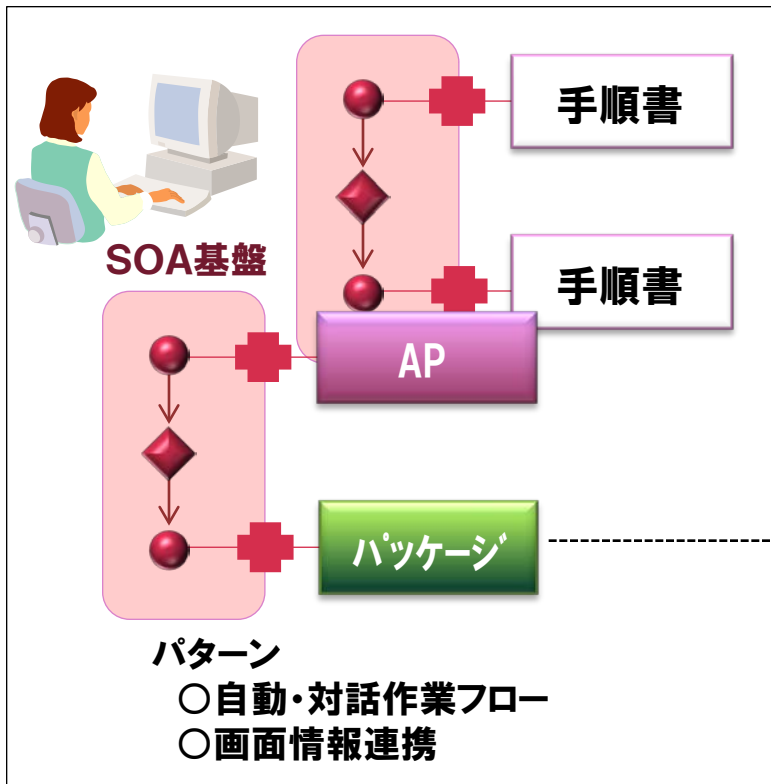 手順書
SOA基盤
手順書
AP
パッケージ
パターン
○自動・対話作業フロー
○画面情報連携